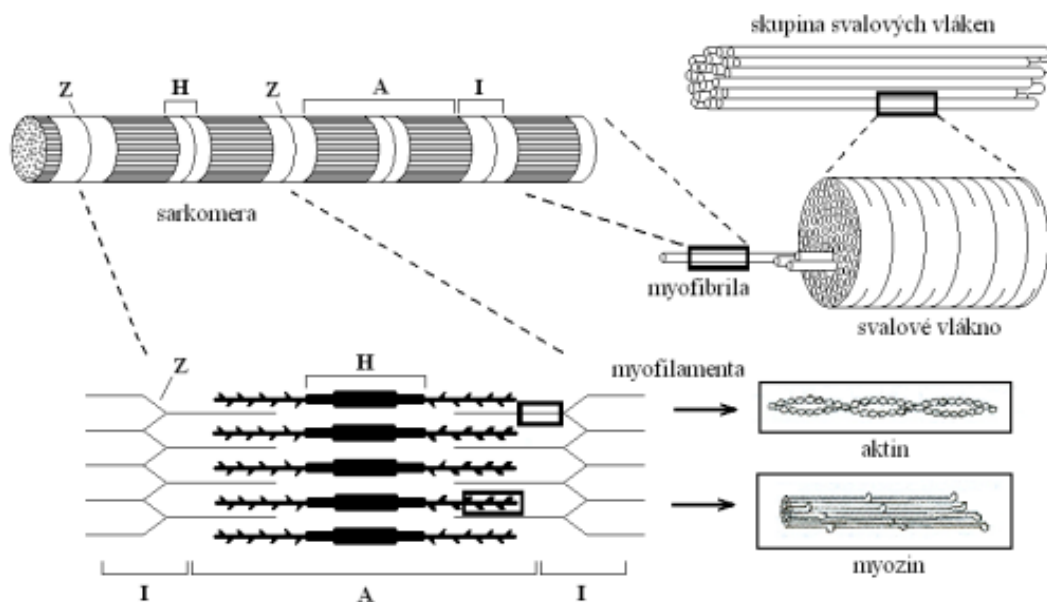 skupina svalových vláken
Z
H
Z
A
I
sarkomera
myofibrila
svalové vlákno
Z
H
myofilamenta
aktin
myozin
I
A
I